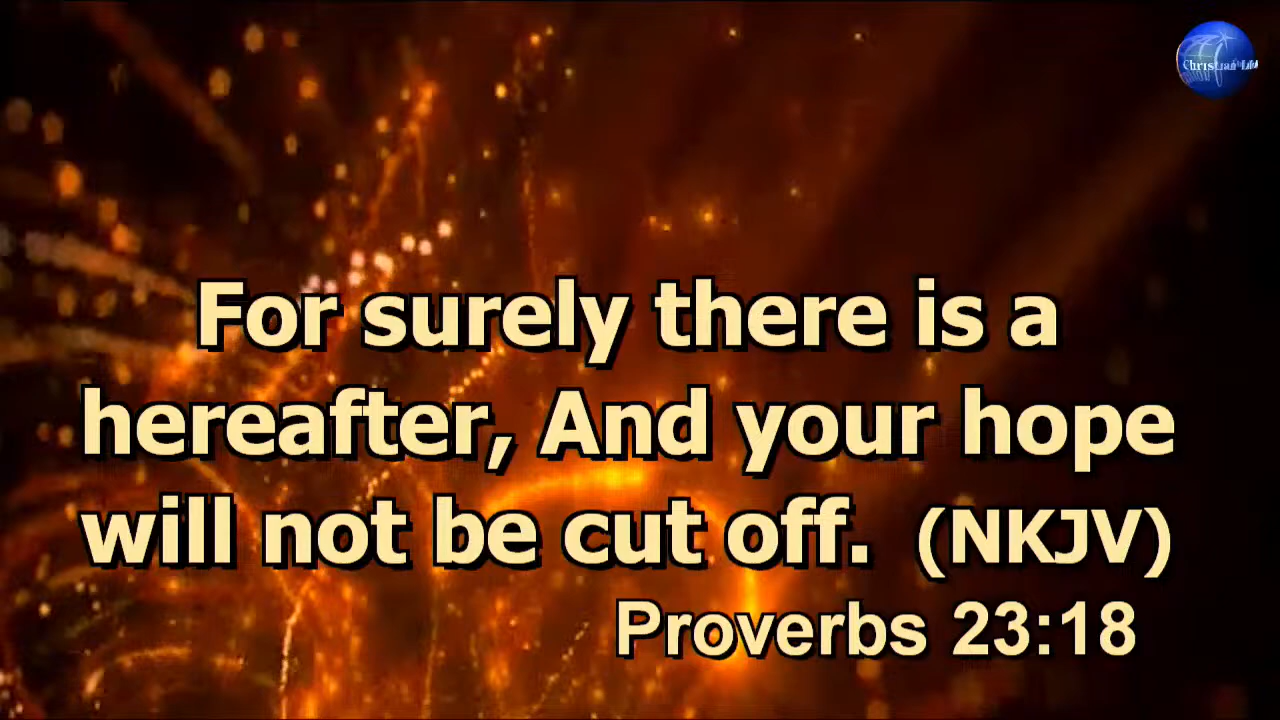 For surely there is a
hereafter, And your hope
will not be cut off. (NKJV)
Proverbs 23:18